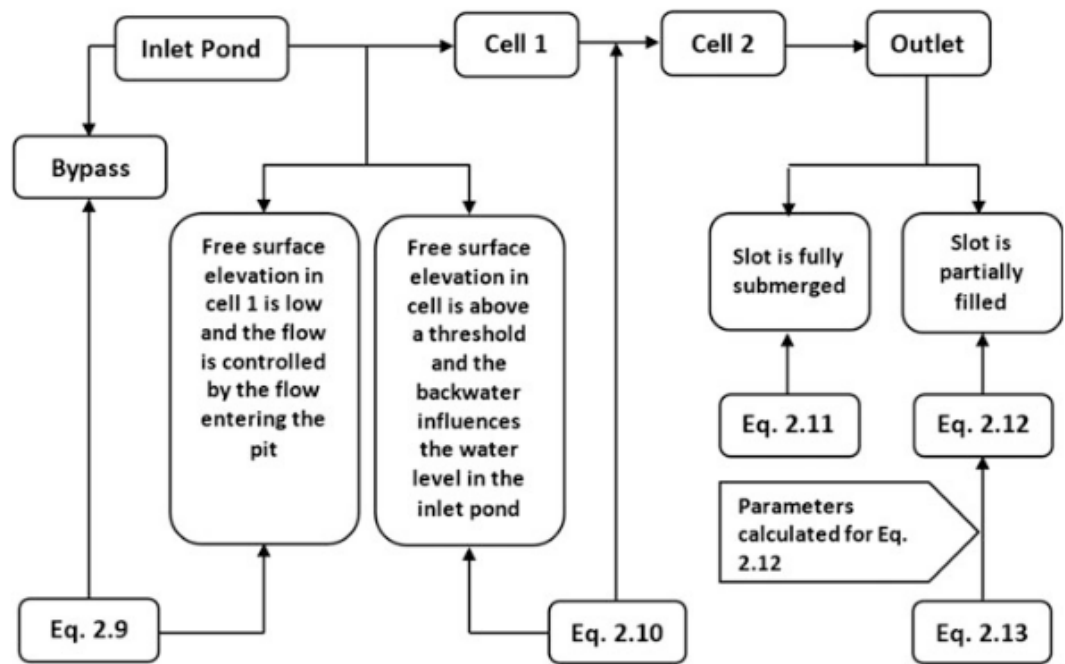 Inlet Pond
Cell 1
Cell 2
Outlet
Bypass
Free surface
elevation in
cell 1 is low
and the flow
is controlled
by the flow
entering the
pit
Free surface
elevation in
cell is above
a threshold
and the
backwater
influences
the water
level in the
inlet pond
Slot is fully
submerged
Slot is
partially
filled
Eq. 2.11
Eq. 2.12
Parameters
calculated for Eq.
2.12
Eq. 2.9
Eq. 2.10
Eq. 2.13